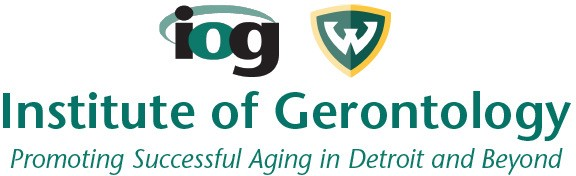 iog W
Institute of Gerontology
Promoting Successful Aging in Detroit and Beyond